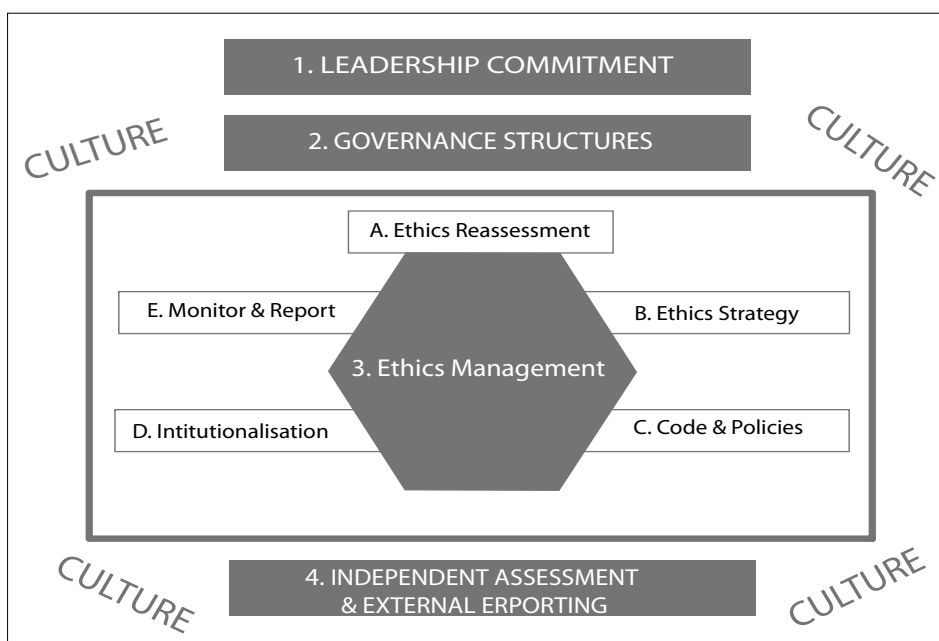 1. LEADERSHIP COMMITMENT
CULTURE
2. GOVERNANCE STRUCTURES
CULTURE
A. Ethics Reassessment
E. Monitor & Report
B. Ethics Strategy
3. Ethics Management
D. Intitutionalisation
C. Code & Policies
CULTURE
4. INDEPENDENT ASSESSMENT
& EXTERNAL ERPORTING
CULTURE